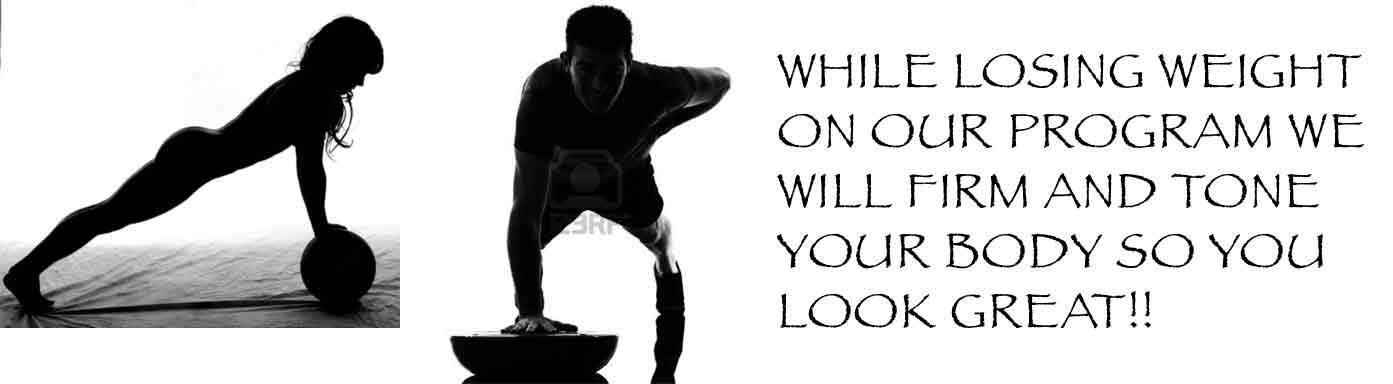 WHILE LOSING WEIGHT
ON OUR PROGRAM WE
WILL FIRM AND TONE
YOUR BODY SO YOU
LOOK GREAT!!